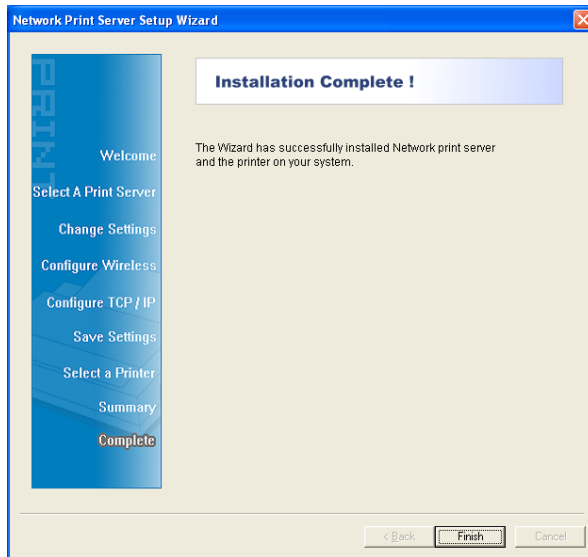 Network Print Server Setup Wizard
PRINT
Installation Complete !
The Wizard has successfully installed Network print server
and the printer on your system.
Welcome
Select A Print Server
Change Settings
Configure Wireless
Configure TCP / IP
Save Settings
Select a Printer
Summary
Complete
< Back
Finish
Cancel